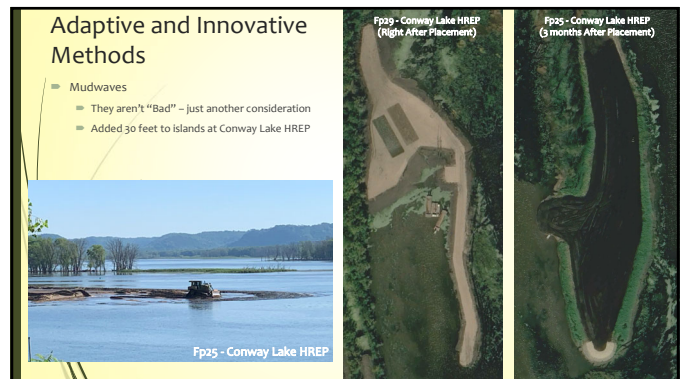 Adaptive and Innovative
Methods
Mudwaves
They aren't "Bad" – just another consideration
Added 30 feet to islands at Conway Lake HREP
Fp25 - Conway Lake HREP
Fp29 - Conway Lake HREP
(Right After Placement)
Fp25 - Conway Lake HREP
(3 months After Placement)